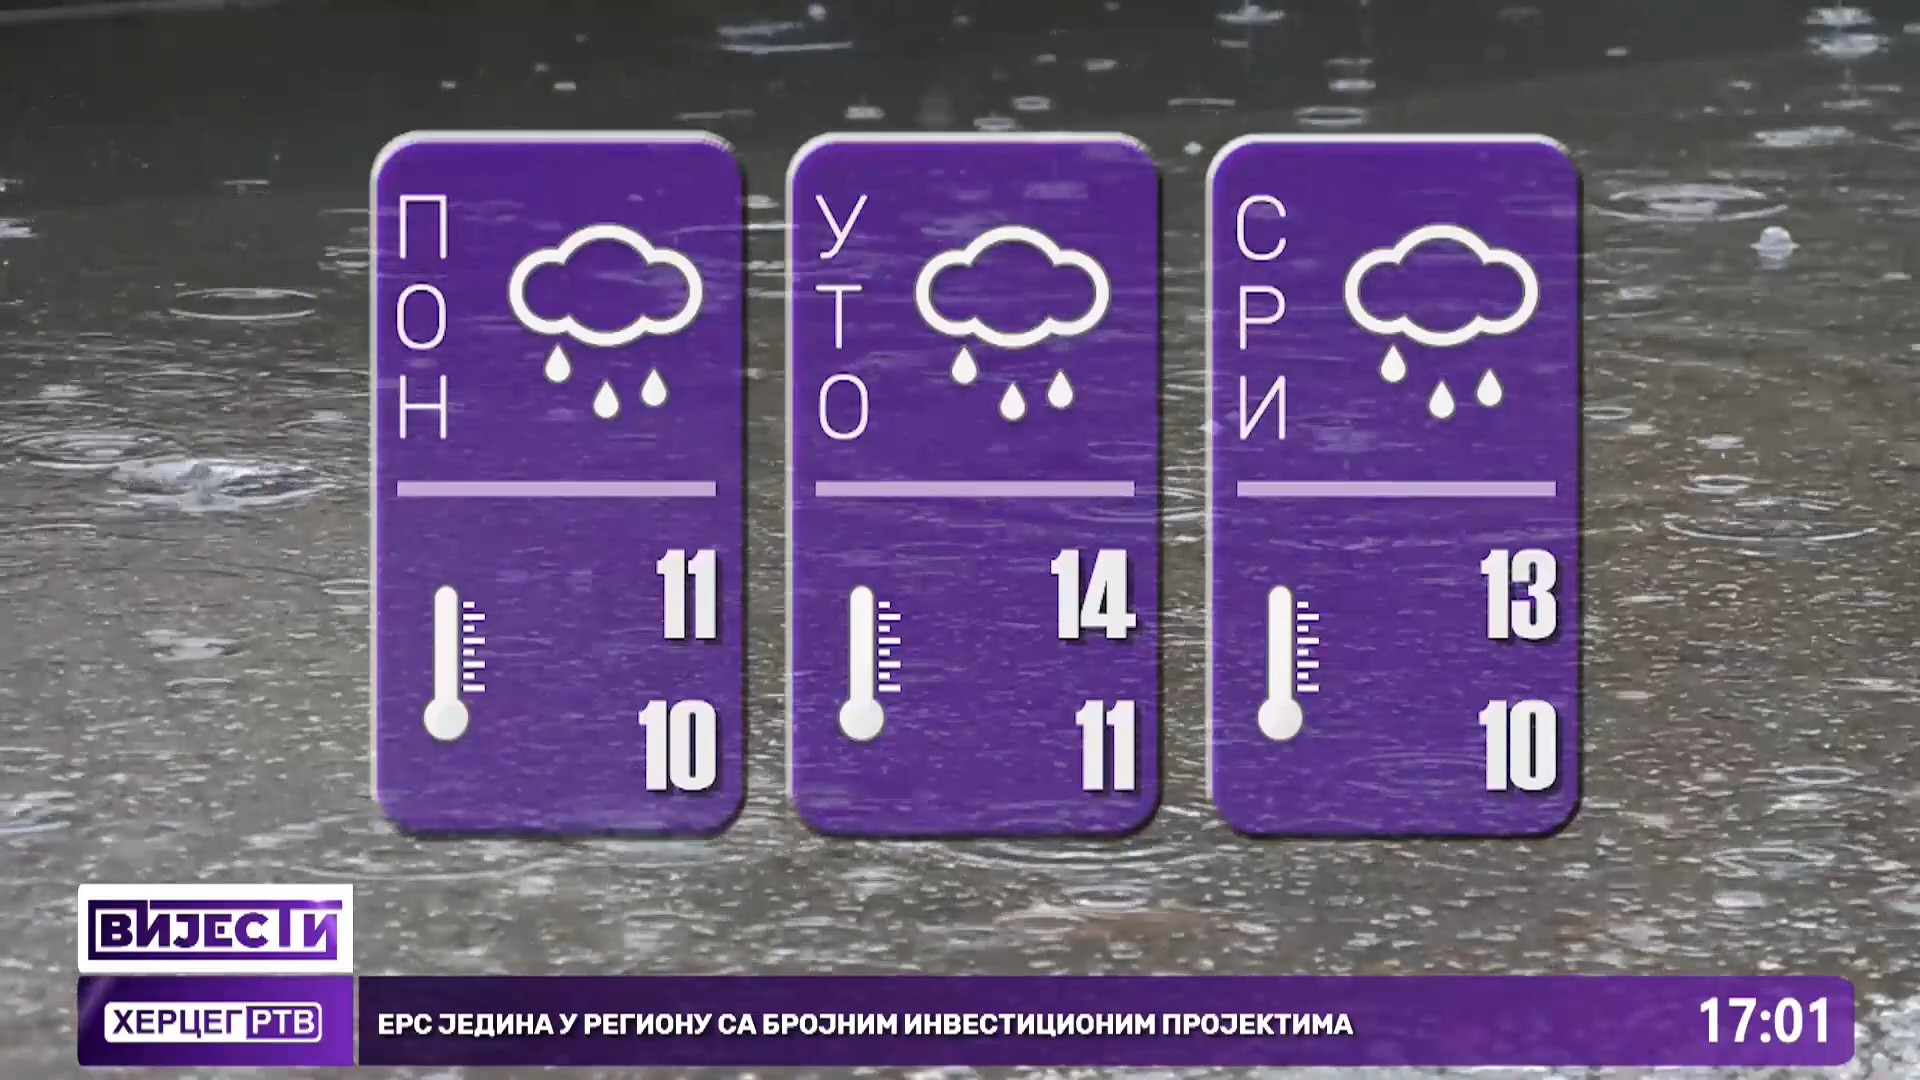 ПОН
11
10
УТО
14
11
СРИ
13
10
ВИЈЕСТИ
ХЕРЦЕГ РТВ
ЕРС ЈЕДИНА У РЕГИОНУ СА БРОЈНИМ ИНВЕСТИЦИОНИМ ПРОЈЕКТИМА
17:01